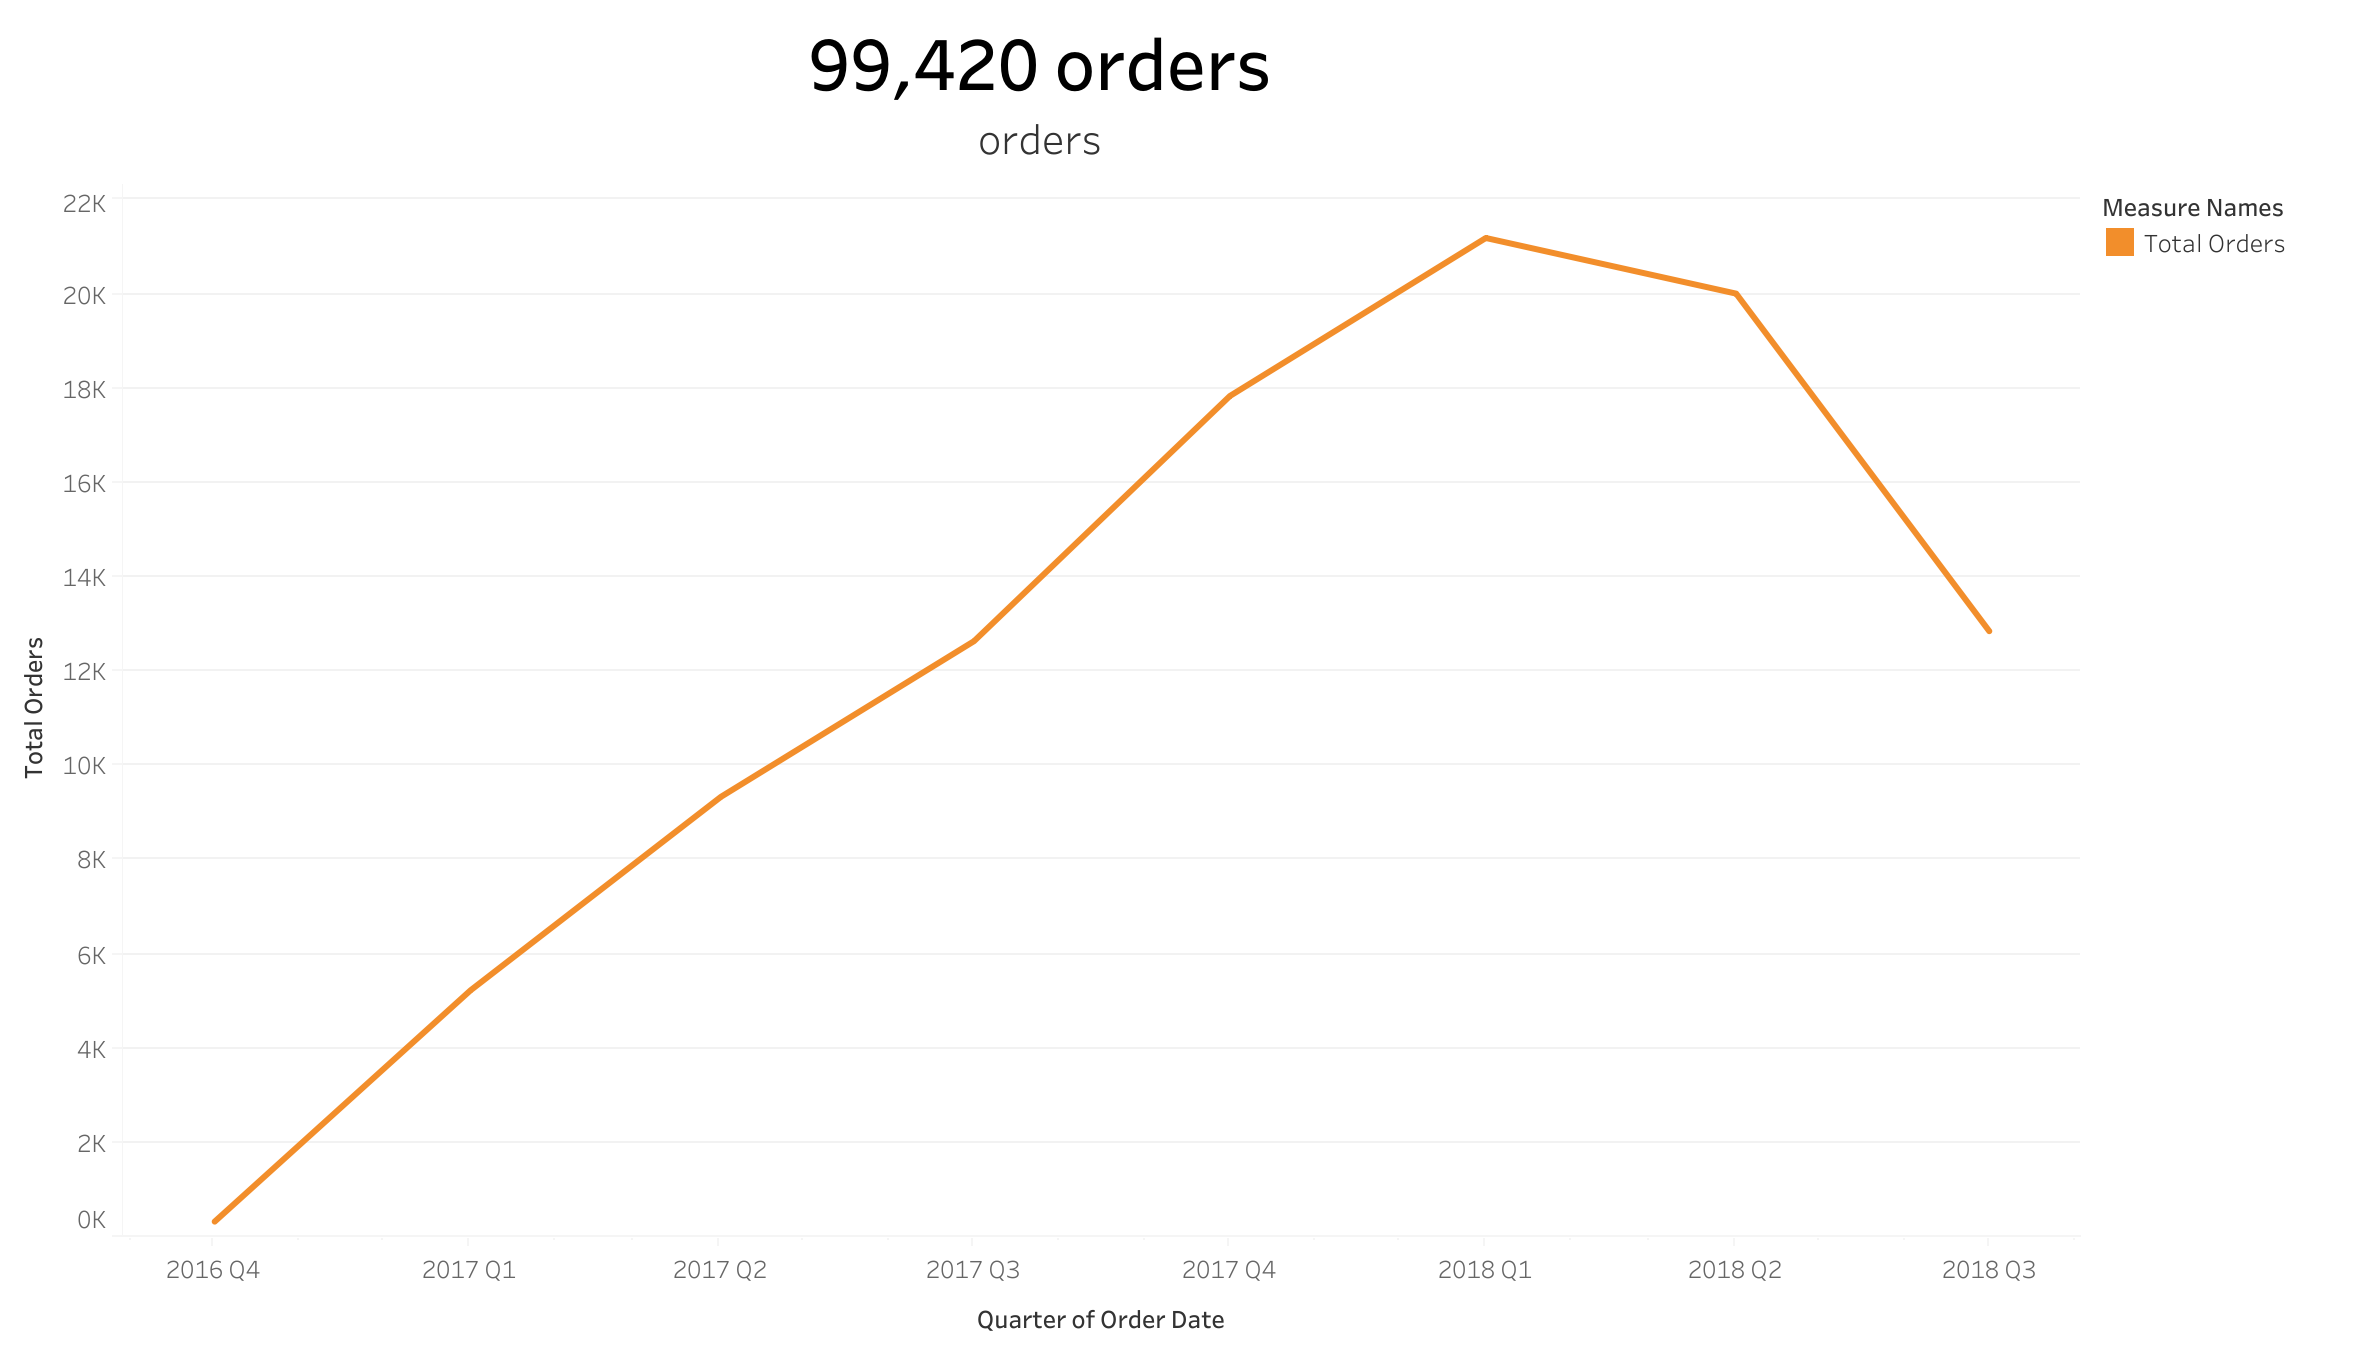 99,420 orders
orders
22K
20K
18K
16K
14K
12K
10K
8K
6K
4K
2K
0K
Total Orders
2016 Q4
2017 Q1
2017 Q2
2017 Q3
2017 Q4
2018 Q1
2018 Q2
2018 Q3
Quarter of Order Date
Measure Names
Total Orders